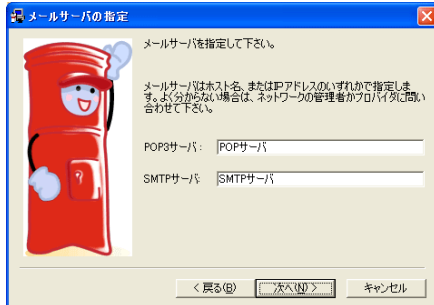 メールサーバの指定
メールサーバを指定して下さい。
メールサーバはホスト名、またはIPアドレスのいずれかで指定しま
す。よく分からない場合は、ネットワークの管理者かプロバイダに問い
合わせて下さい。
POP3サーバ: POPサーバ
SMTPサーバ: SMTPサーバ
< 戻る(B) 次へ(N) > キャンセル